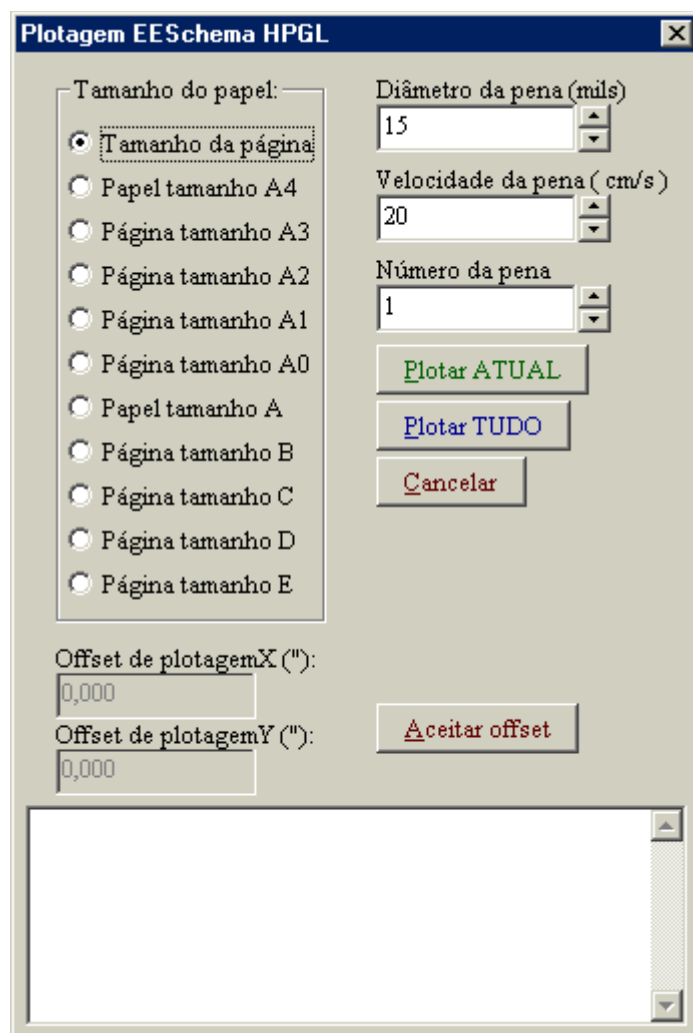 Plotagem EESchema HPGL
Tamanho do papel:
Tamanho da página
Papel tamanho A4
Página tamanho A3
Página tamanho A2
Página tamanho A1
Página tamanho A0
Papel tamanho A
Página tamanho B
Página tamanho C
Página tamanho D
Página tamanho E
Diâmetro da pena (mils)
15
Velocidade da pena ( cm/s )
20
Número da pena
1
Plotar ATUAL
Plotar TUDO
Cancelar
Offset de plotagemX ("):
0,000
Offset de plotagemY ("):
0,000
Aceitar offset